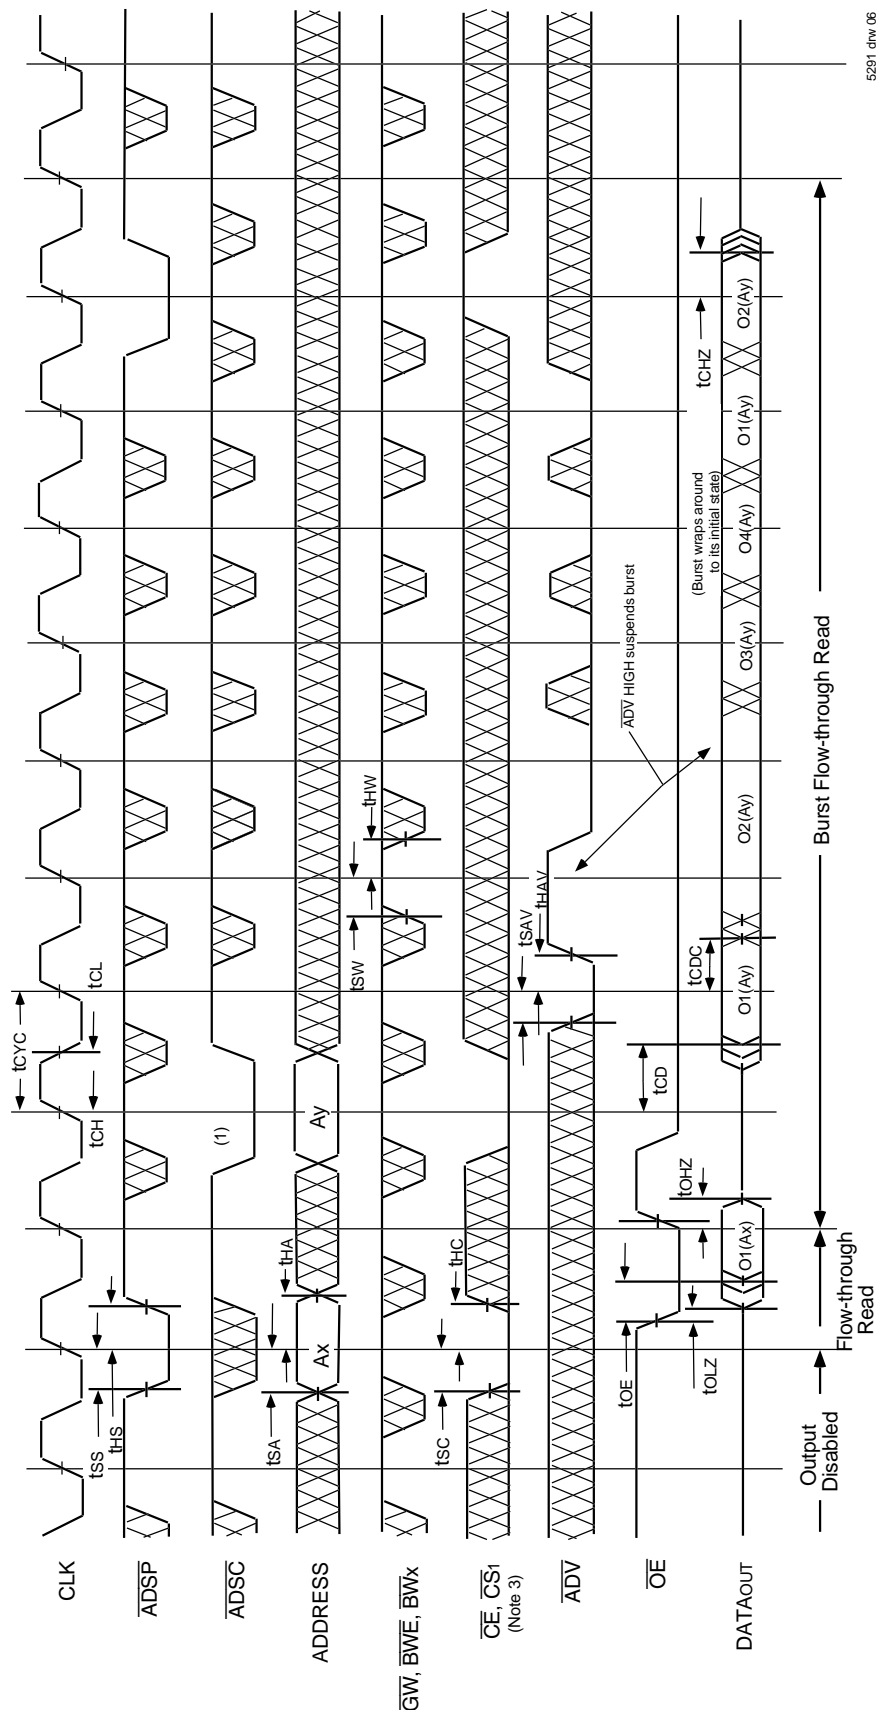 CLK
tCYC
tCH
tCL
tSS
tHS
ADSP
ADSC
(1)
ADDRESS
tSA
tHA
Ax
Ay
GW, BWE, BWx
tSW
tHW
CE, CS1
(Note 3)
tSC
tHC
ADV
tSAV
tHAV
ADV HIGH suspends burst
OE
tOE
tOHZ
tCD
tOLZ
tCDC
(Burst wraps around
to its initial state)
tCHZ
DATAOUT
O1(Ax)
O1(Ay)
O2(Ay)
O3(Ay)
O4(Ay)
O1(Ay)
O2(Ay)
Output
Disabled
Flow-through
Read
Burst Flow-through Read
5291 drw 06